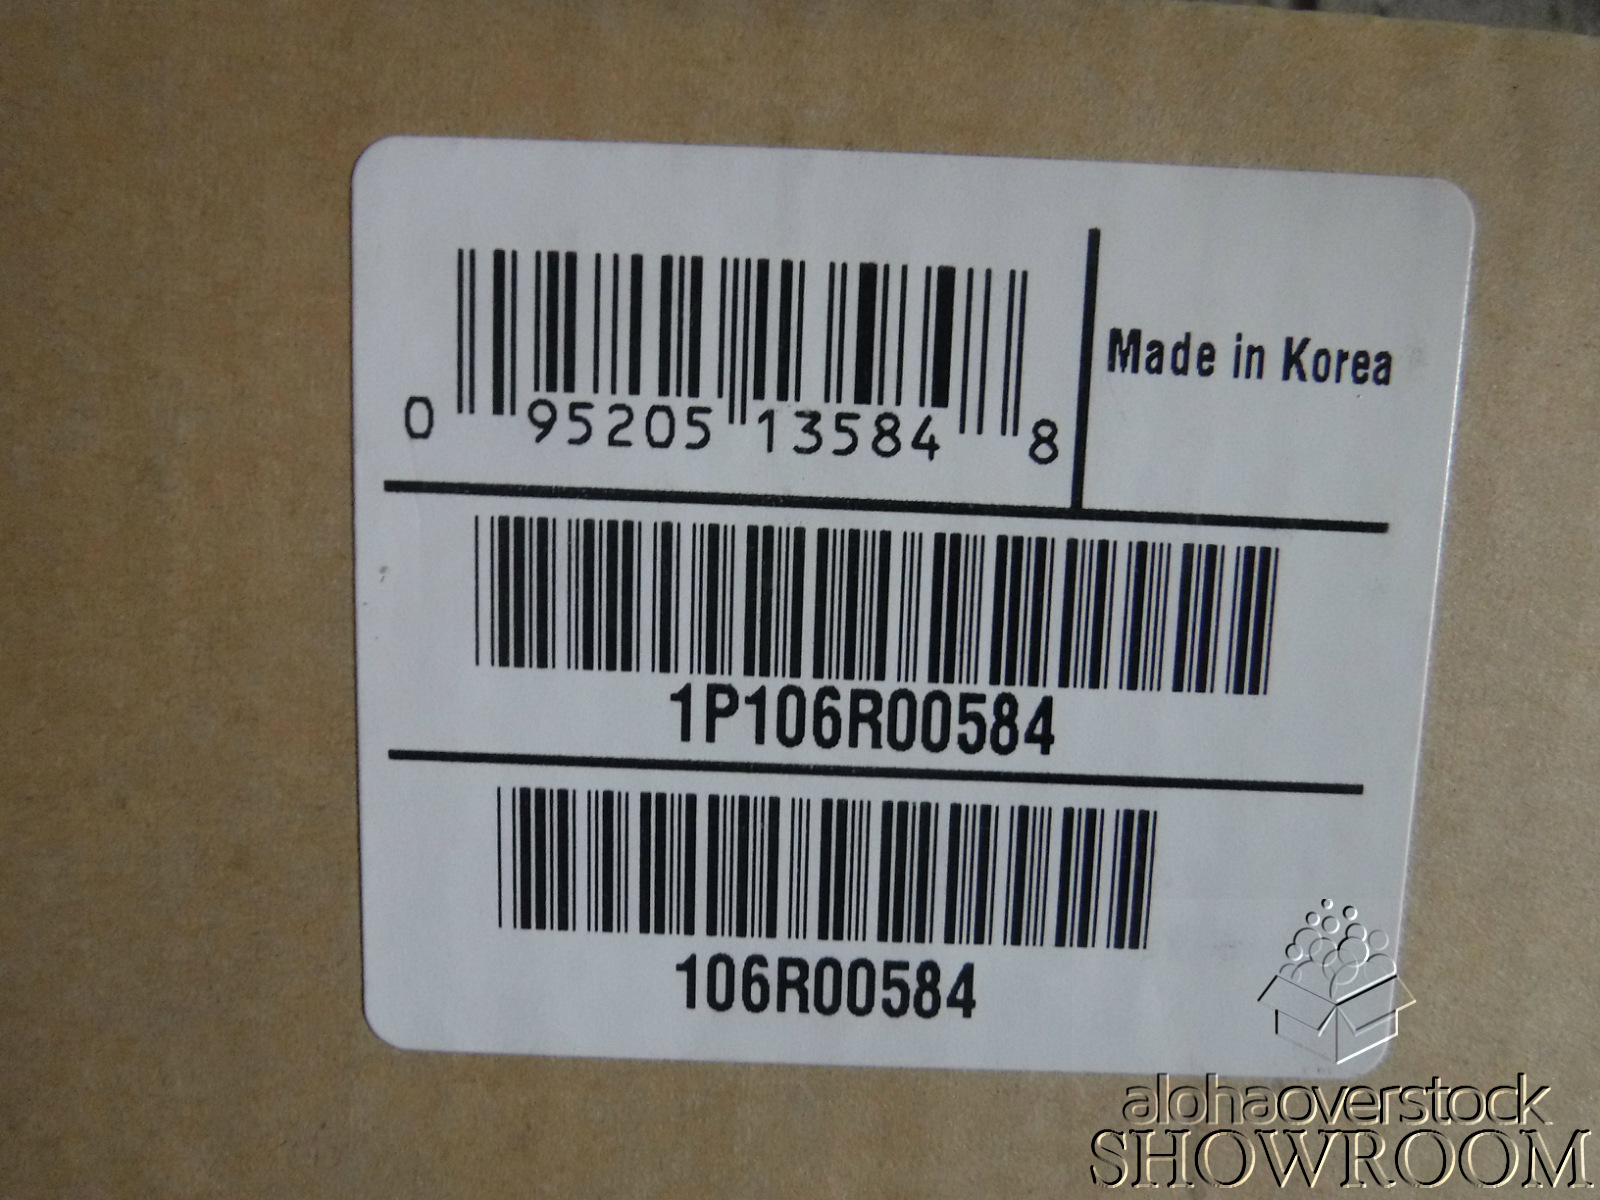 0 95205 13584 8
Made in Korea
1P106R00584
106R00584
alohaoverstock
SHOWROOM